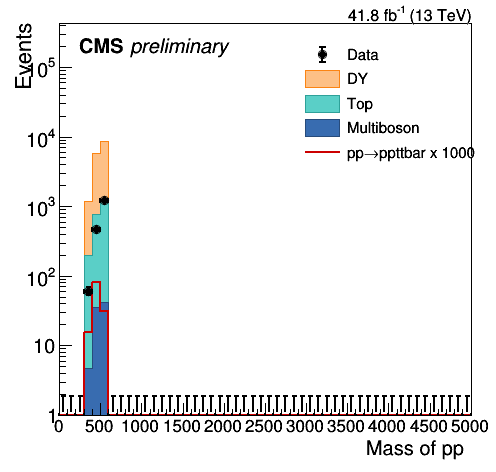 41.8 fb⁻¹ (13 TeV)
Events
CMS preliminary
Data
DY
Top
Multiboson
pp→ppttbar x 1000
10⁵
10⁴
10³
10²
10
1
0 500 1000 1500 2000 2500 3000 3500 4000 4500 5000
Mass of pp